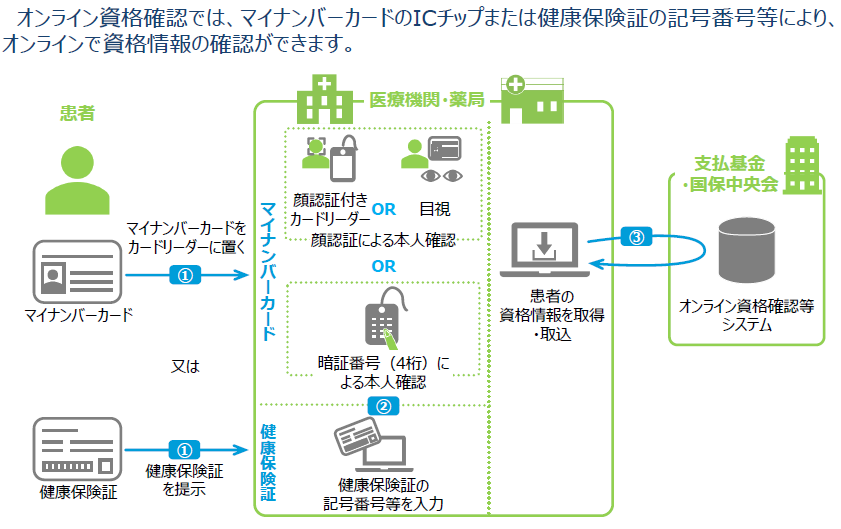 オンライン資格確認では、マイナンバーカードのICチップまたは健康保険証の記号番号等により、
オンラインで資格情報の確認ができます。
患者
医療機関・薬局
支払基金
・国保中央会
マイナンバーカードを
カードリーダーに置く
①
マイナンバーカード
又は
①
健康保険証
を提示
健康保険証
マイナンバーカード
顔認証付き
カードリーダー
OR
目視
顔認証による本人確認
OR
暗証番号（4桁）に
よる本人確認
②
健康保険証
健康保険証の
記号番号等を入力
患者の
資格情報を取得
・取込
③
オンライン資格確認等
システム